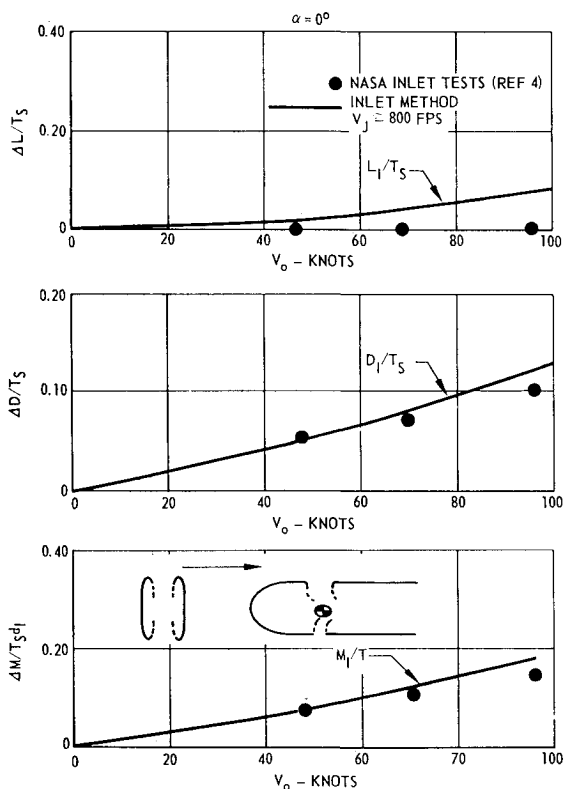 α = 0°
0.40
0.20
0
ΔL/T_S
● NASA INLET TESTS (REF 4)
— INLET METHOD
V_J ≅ 800 FPS
L_I/T_S
0 20 40 60 80 100
V_o – KNOTS
0.20
0.10
0
ΔD/T_S
D_I/T_S
0 20 40 60 80 100
V_o – KNOTS
0.40
0.20
0
ΔM/T_S d_I
M_I/T
0 20 40 60 80 100
V_o – KNOTS